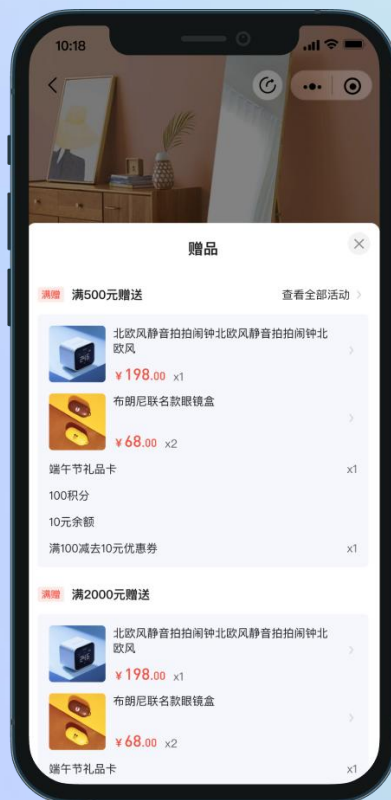 10:18
赠品
满赠 满500元赠送 查看全部活动
北欧风静音拍拍闹钟北欧风静音拍拍闹钟北
欧风
¥198.00 x1
布朗尼联名款眼镜盒
¥68.00 x2
端午节礼品卡 x1
100积分
10元余额
满100减去10元优惠券 x1
满赠 满2000元赠送
北欧风静音拍拍闹钟北欧风静音拍拍闹钟北
欧风
¥198.00 x1
布朗尼联名款眼镜盒
¥68.00 x2
端午节礼品卡 x1